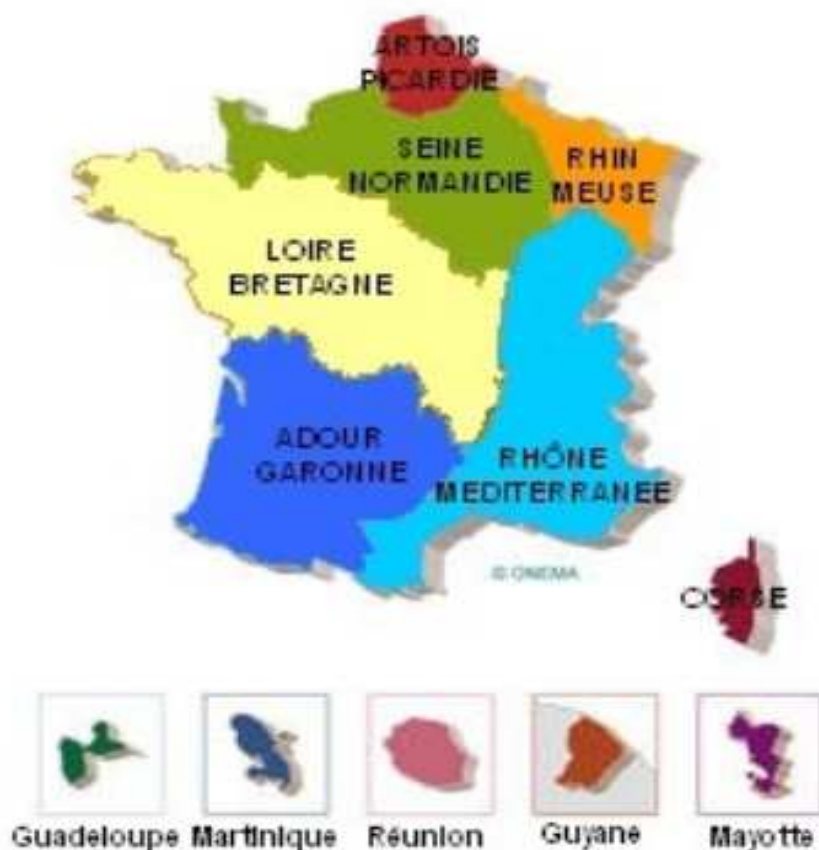 ARTOIS
PICARDIE
SEINE
NORMANDIE
RHIN
MEUSE
LOIRE
BRETAGNE
ADOUR
GARONNE
RHÔNE
MEDITERRANEE
© ONEMA
CORSE
Guadeloupe
Martinique
Réunion
Guyane
Mayotte